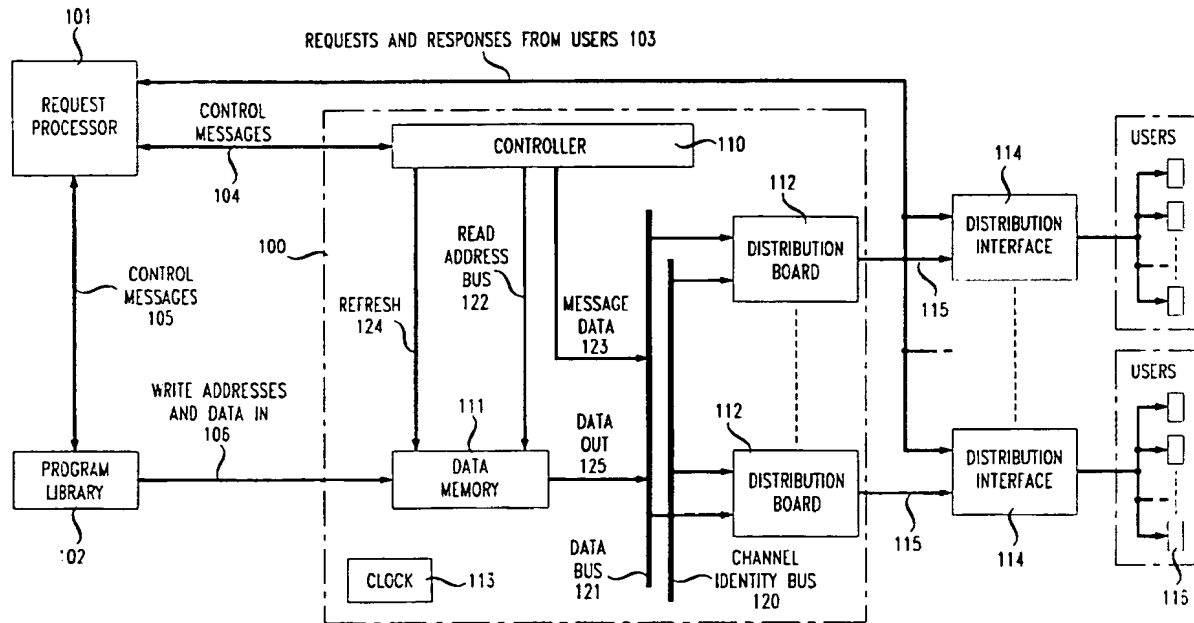 101
REQUESTS AND RESPONSES FROM USERS 103
REQUEST
PROCESSOR
CONTROL
MESSAGES
104
CONTROLLER
110
USERS
112
114
DISTRIBUTION
BOARD
DISTRIBUTION
INTERFACE
100
READ
ADDRESS
BUS
122
CONTROL
MESSAGES
105
REFRESH
124
MESSAGE
DATA
123
115
USERS
WRITE ADDRESSES
AND DATA IN
106
111
DATA
OUT
125
112
PROGRAM
LIBRARY
DATA
MEMORY
DISTRIBUTION
BOARD
DISTRIBUTION
INTERFACE
102
115
114
CLOCK
113
DATA
BUS
121
CHANNEL
IDENTITY BUS
120
116